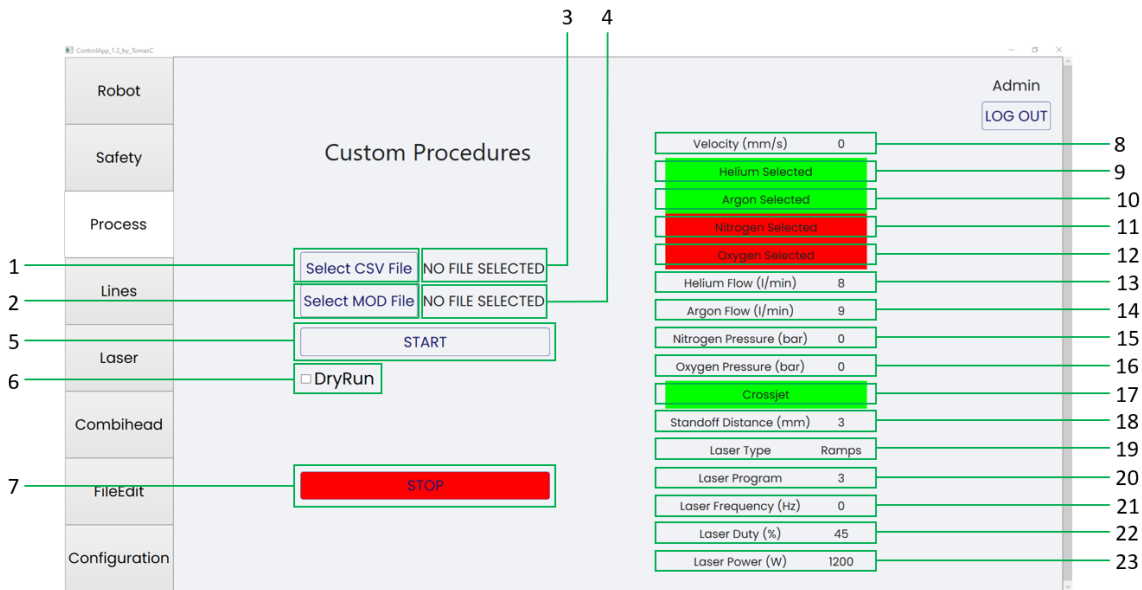 3 4
ControlApp_1.3_by_TomasC
Robot
Safety
Process
Lines
Laser
Combihead
FileEdit
Configuration
Admin
LOG OUT
Custom Procedures
1 Select CSV File NO FILE SELECTED
2 Select MOD File NO FILE SELECTED
5 START
6 DryRun
7 STOP
Velocity (mm/s) 0 8
Helium Selected 9
Argon Selected 10
Nitrogen Selected 11
Oxygen Selected 12
Helium Flow (l/min) 8 13
Argon Flow (l/min) 9 14
Nitrogen Pressure (bar) 0 15
Oxygen Pressure (bar) 0 16
Crossjet 17
Standoff Distance (mm) 3 18
Laser Type Ramps 19
Laser Program 3 20
Laser Frequency (Hz) 0 21
Laser Duty (%) 45 22
Laser Power (W) 1200 23